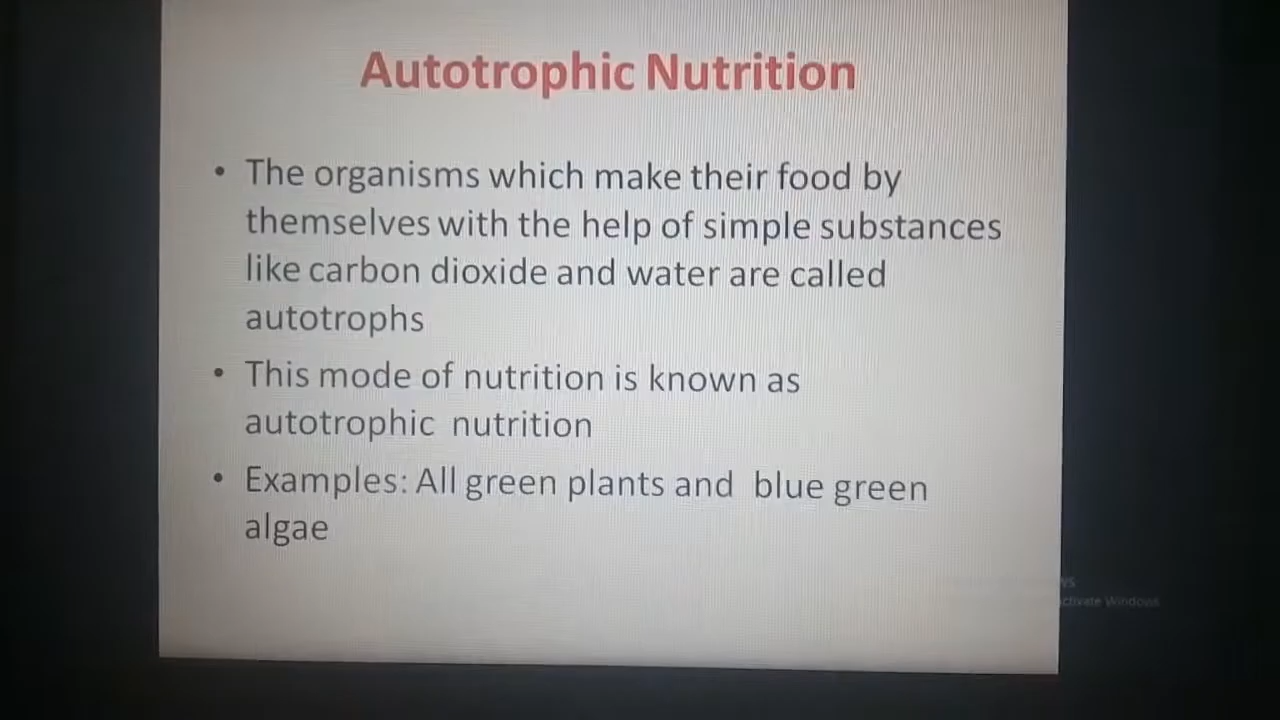 Autotrophic Nutrition
• The organisms which make their food by
themselves with the help of simple substances
like carbon dioxide and water are called
autotrophs
• This mode of nutrition is known as
autotrophic nutrition
• Examples: All green plants and blue green
algae
Windows